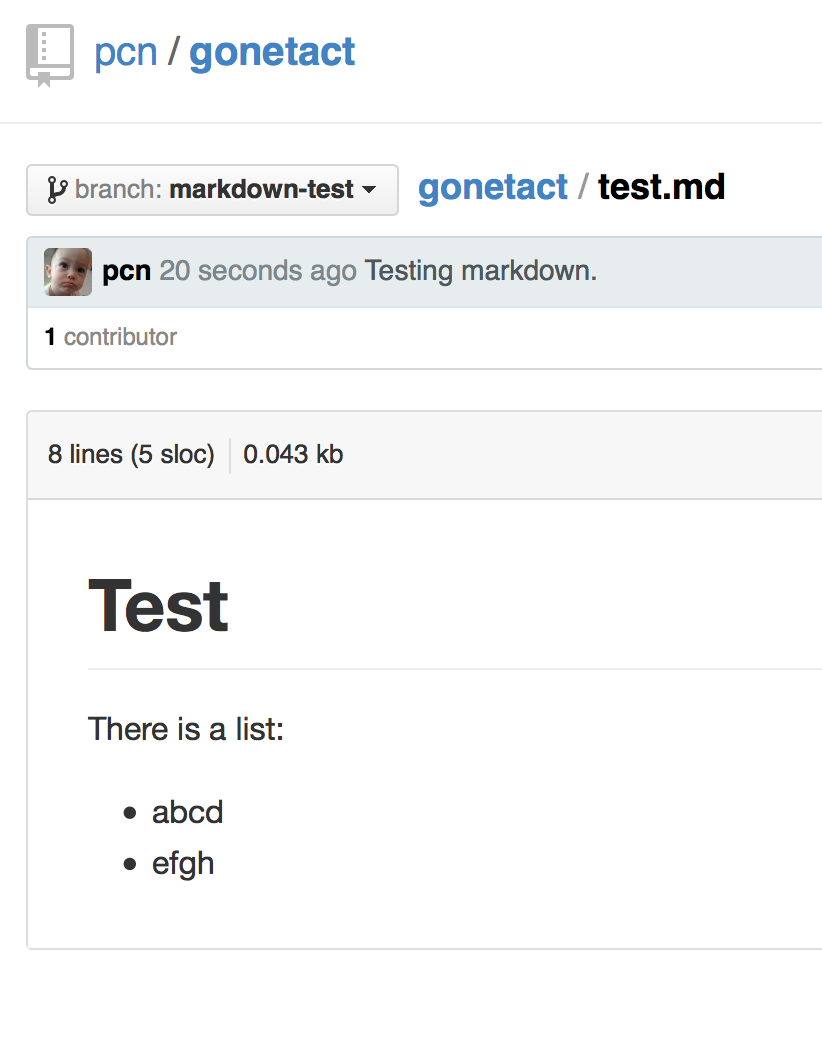 pcn / gonetact
branch: markdown-test gonetact / test.md
pcn 20 seconds ago Testing markdown.
1 contributor
8 lines (5 sloc) 0.043 kb
Test
There is a list:
• abcd
• efgh